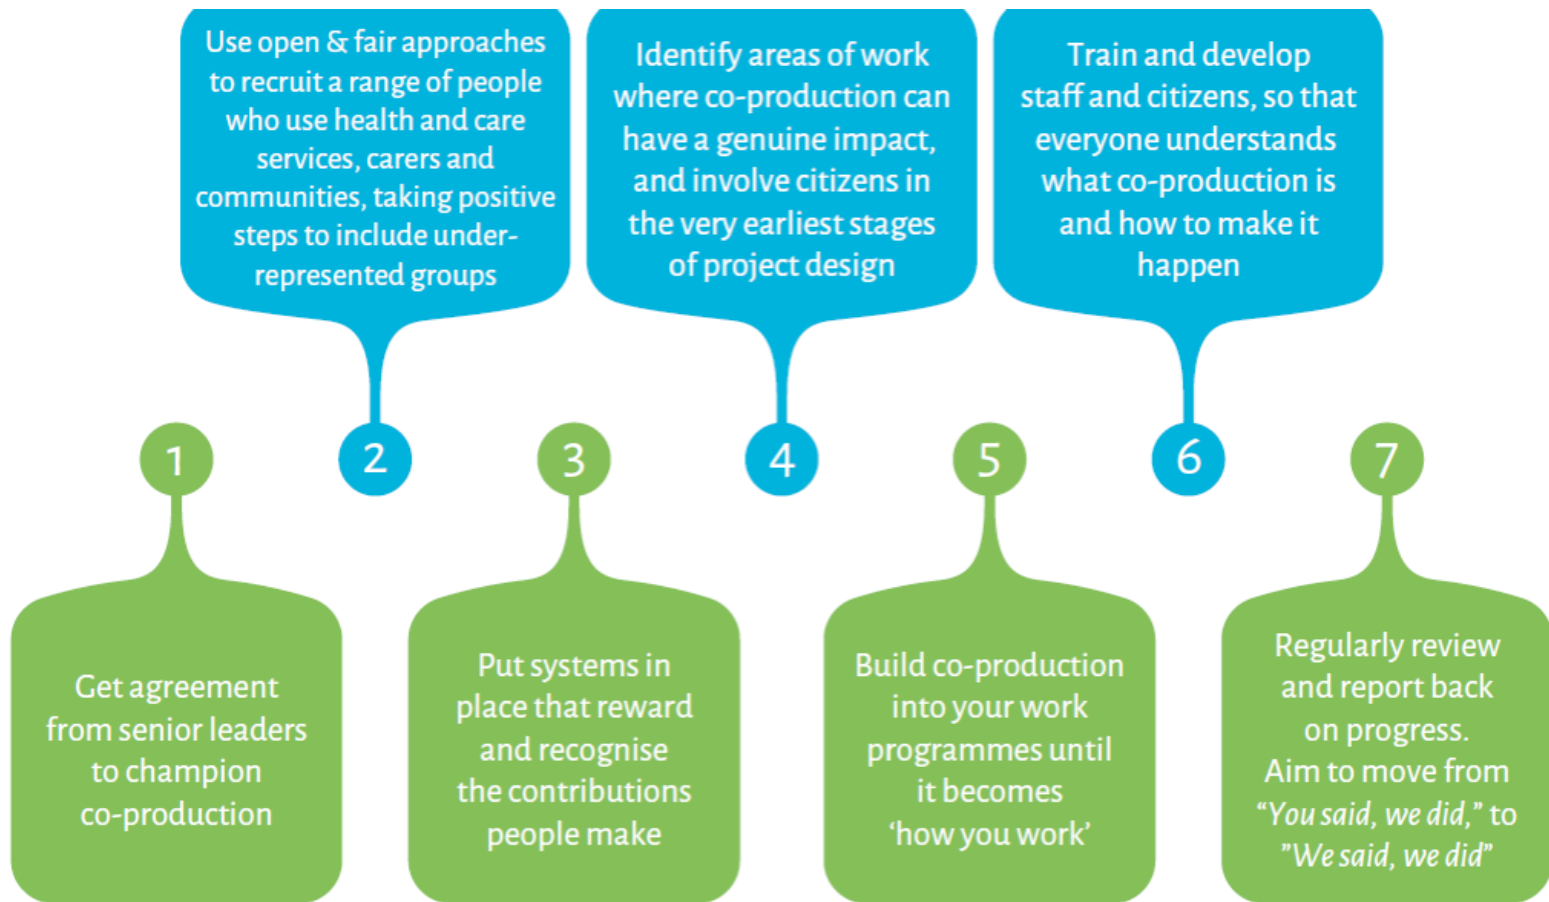 Use open & fair approaches
to recruit a range of people
who use health and care
services, carers and
communities, taking positive
steps to include under-
represented groups
Identify areas of work
where co-production can
have a genuine impact,
and involve citizens in
the very earliest stages
of project design
Train and develop
staff and citizens, so that
everyone understands
what co-production is
and how to make it
happen
1
2
3
4
5
6
7
Get agreement
from senior leaders
to champion
co-production
Put systems in
place that reward
and recognise
the contributions
people make
Build co-production
into your work
programmes until
it becomes
‘how you work’
Regularly review
and report back
on progress.
Aim to move from
“You said, we did,” to
”We said, we did”